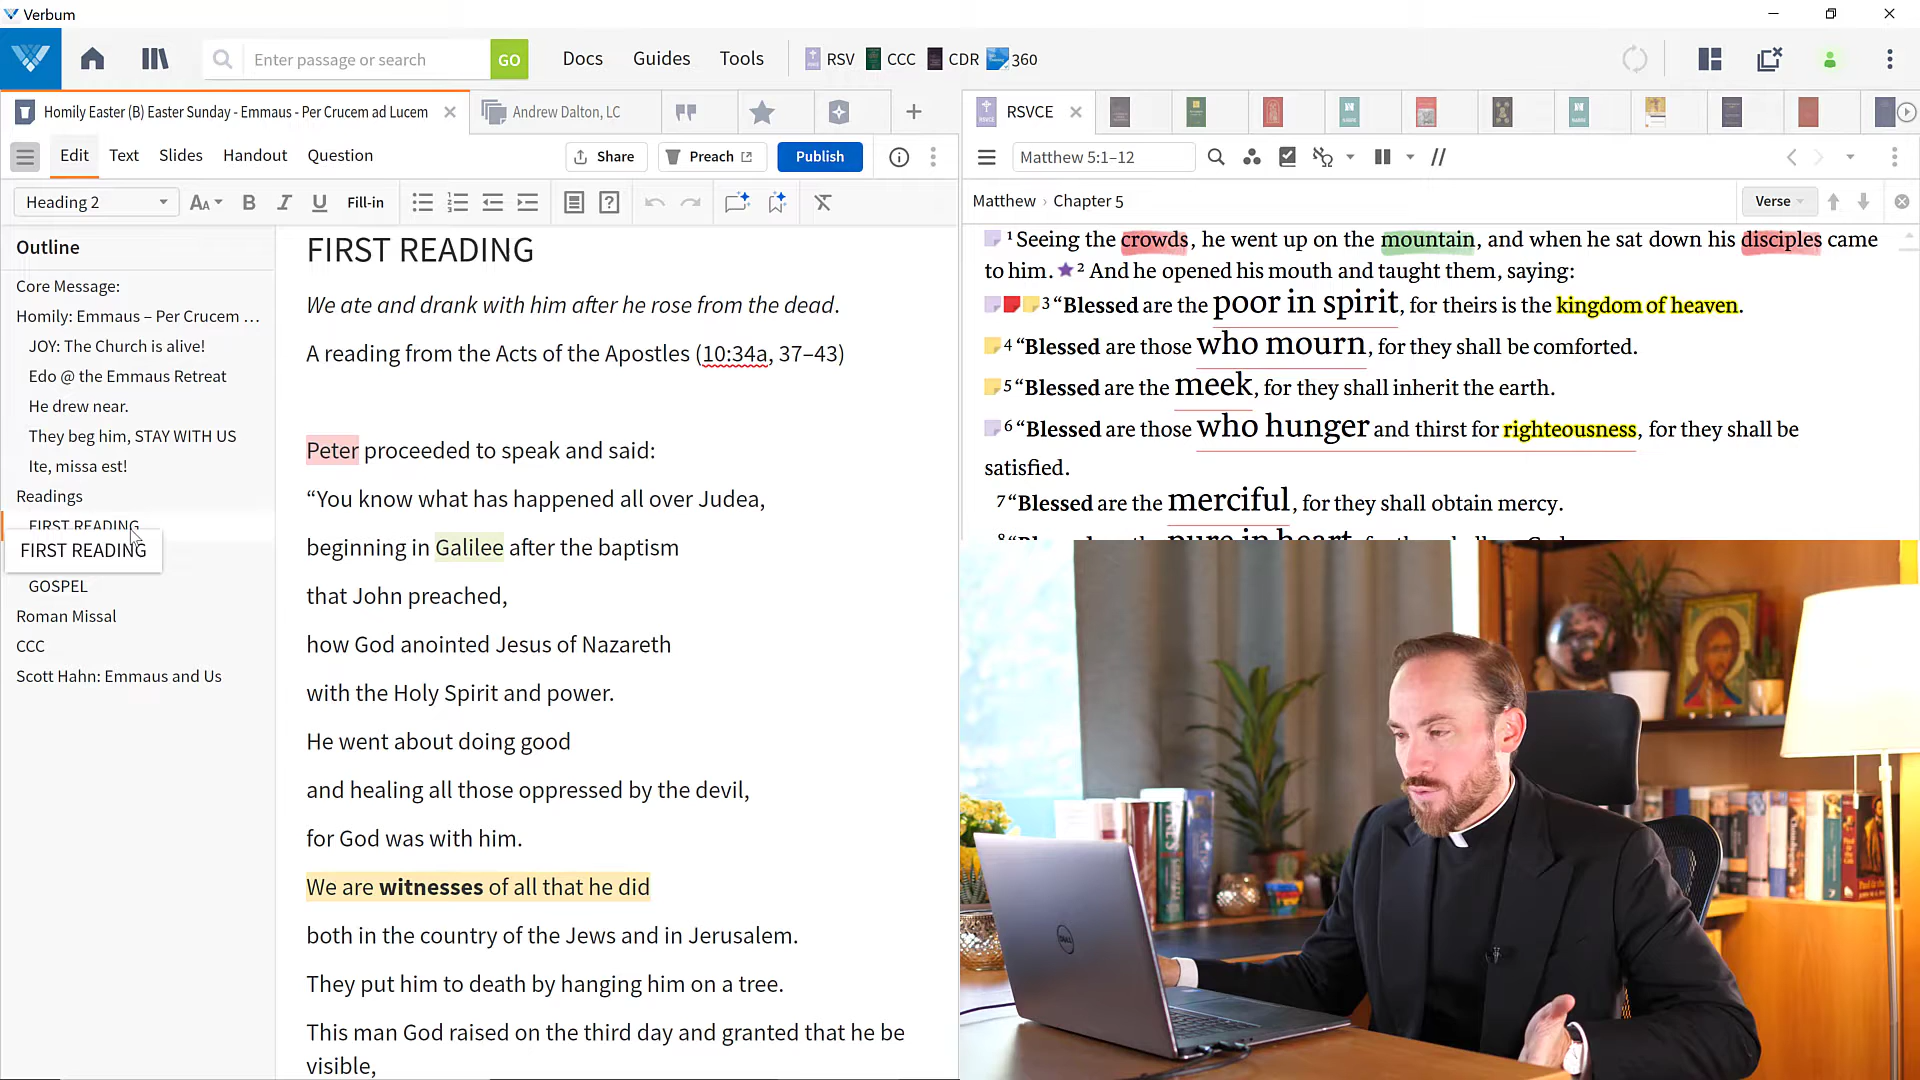 Verbum
Enter passage or search
GO
Docs
Guides
Tools
RSV
CCC
CDR
360
Homily Easter (B) Easter Sunday - Emmaus - Per Crucem ad Lucem
Andrew Dalton, LC
Edit
Text
Slides
Handout
Question
Share
Preach
Publish
Heading 2
AA
B
I
U
Fill-in
Outline
Core Message:
Homily: Emmaus – Per Crucem …
JOY: The Church is alive!
Edo @ the Emmaus Retreat
He drew near.
They beg him, STAY WITH US
Ite, missa est!
Readings
FIRST READING
FIRST READING
GOSPEL
Roman Missal
CCC
Scott Hahn: Emmaus and Us
FIRST READING
We ate and drank with him after he rose from the dead.
A reading from the Acts of the Apostles (10:34a, 37–43)
Peter proceeded to speak and said:
“You know what has happened all over Judea,
beginning in Galilee after the baptism
that John preached,
how God anointed Jesus of Nazareth
with the Holy Spirit and power.
He went about doing good
and healing all those oppressed by the devil,
for God was with him.
We are witnesses of all that he did
both in the country of the Jews and in Jerusalem.
They put him to death by hanging him on a tree.
This man God raised on the third day and granted that he be
visible,
RSVCE
Matthew 5:1–12
Matthew › Chapter 5
Verse
1 Seeing the crowds, he went up on the mountain, and when he sat down his disciples came
to him. 2 And he opened his mouth and taught them, saying:
3 “Blessed are the poor in spirit, for theirs is the kingdom of heaven.
4 “Blessed are those who mourn, for they shall be comforted.
5 “Blessed are the meek, for they shall inherit the earth.
6 “Blessed are those who hunger and thirst for righteousness, for they shall be
satisfied.
7 “Blessed are the merciful, for they shall obtain mercy.
8 “Blessed are the pure in heart, for they shall see God.
DELL